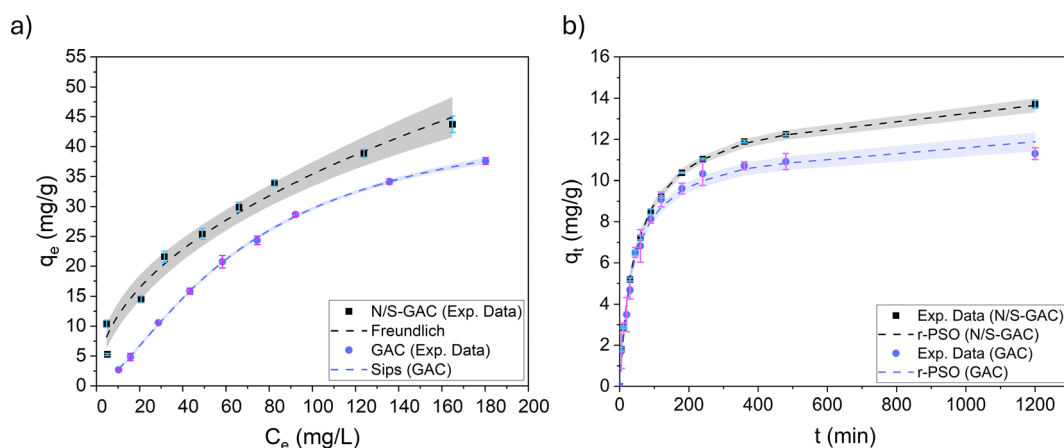 a)
55
50
45
40
35
30
25
20
15
10
5
0
qe (mg/g)
0 20 40 60 80 100 120 140 160 180 200
Ce (mg/L)
N/S-GAC (Exp. Data)
Freundlich
GAC (Exp. Data)
Sips (GAC)
b)
16
14
12
10
8
6
4
2
0
qt (mg/g)
0 200 400 600 800 1000 1200
t (min)
Exp. Data (N/S-GAC)
r-PSO (N/S-GAC)
Exp. Data (GAC)
r-PSO (GAC)